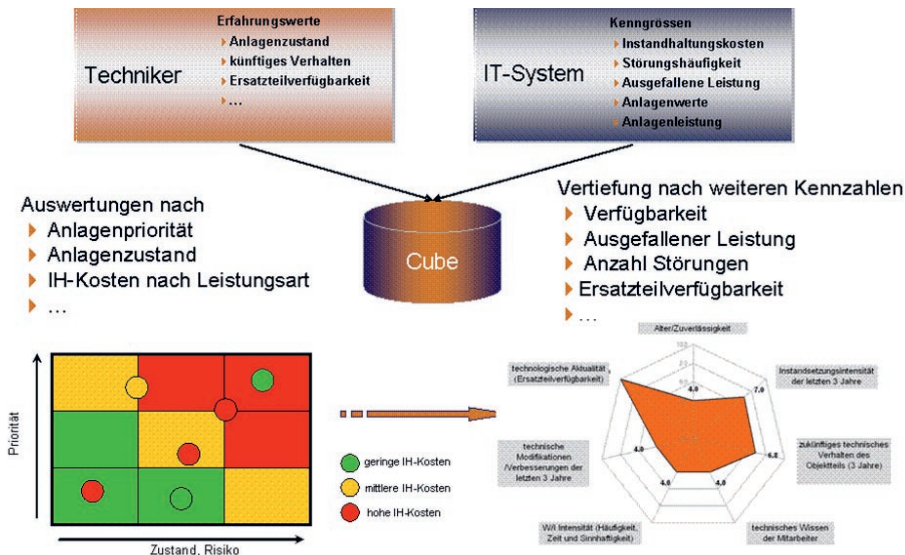 Erfahrungswerte
Anlagenzustand
künftiges Verhalten
Ersatzteilverfügbarkeit
...
Techniker
Kenngrössen
Instandhaltungskosten
Störungshäufigkeit
Ausgefallene Leistung
Anlagenwerte
Anlagenleistung
IT-System
Auswertungen nach
Anlagenpriorität
Anlagenzustand
IH-Kosten nach Leistungsart
...
Cube
Vertiefung nach weiteren Kennzahlen
Verfügbarkeit
Ausgefallener Leistung
Anzahl Störungen
Ersatzteilverfügbarkeit
...
Priorität
Zustand, Risiko
geringe IH-Kosten
mittlere IH-Kosten
hohe IH-Kosten
Alter/Zuverlässigkeit
4.0
Instandsetzungsintensität
der letzten 3 Jahre
7.0
zukünftiges technisches
Verhalten des
Objektteils (3 Jahre)
technisches Wissen
der Mitarbeiter
4.0
W/I Intensität (Häufigkeit,
Zeit und Sinnhaftigkeit)
4.0
technische
Modifikationen
/Verbesserungen der
letzten 3 Jahre
4.0
technologische Aktualität
(Ersatzteilverfügbarkeit)